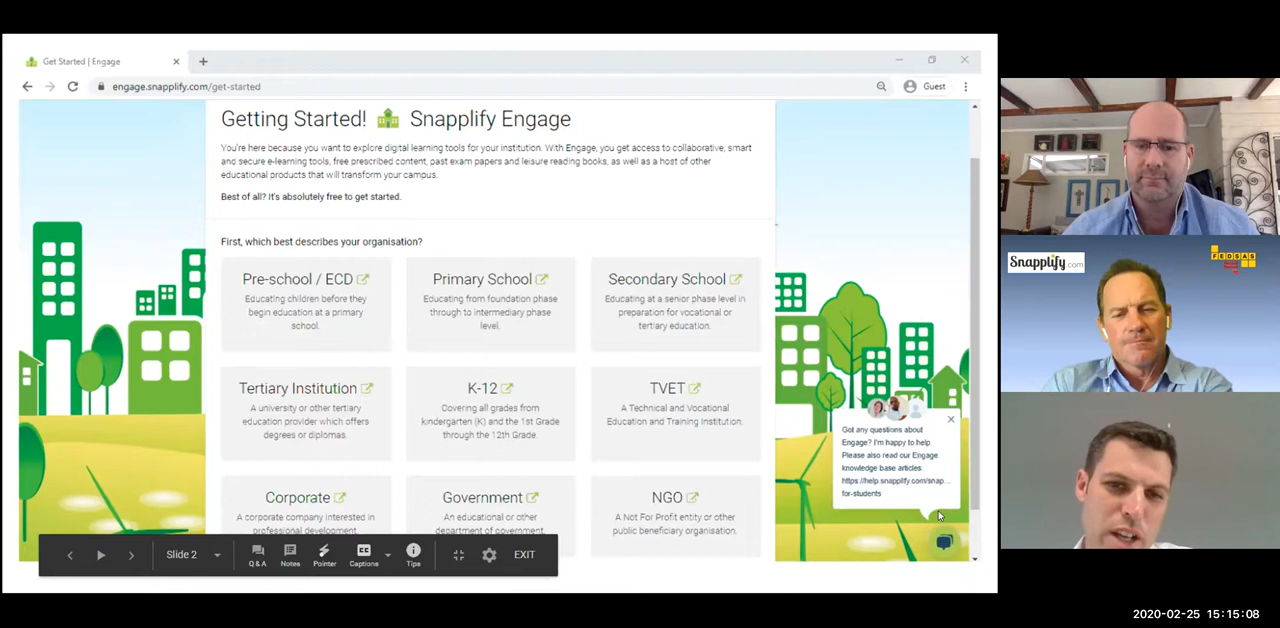 Get Started | Engage
engage.snapplify.com/get-started
Guest
Getting Started! Snapplify Engage
You're here because you want to explore digital learning tools for your institution. With Engage, you get access to collaborative, smart
and secure e-learning tools, free prescribed content, past exam papers and leisure reading books, as well as a host of other
educational products that will transform your campus.
Best of all? It's absolutely free to get started.
First, which best describes your organisation?
Pre-school / ECD
Educating children before they
begin education at a primary
school.
Primary School
Educating from foundation phase
through to intermediary phase
level.
Secondary School
Educating at a senior phase level in
preparation for vocational or
tertiary education.
Tertiary Institution
A university or other tertiary
education provider which offers
degrees or diplomas.
K-12
Covering all grades from
kindergarten (K) and the 1st Grade
through the 12th Grade.
TVET
A Technical and Vocational
Education and Training Institution.
Corporate
A corporate company interested in
professional development.
Government
An educational or other
department of government.
NGO
A Not For Profit entity or other
public beneficiary organisation.
Got any questions about
Engage? I'm happy to help.
Please also read our Engage
knowledge base articles.
https://help.snapplify.com/snap...
for-students
Slide 2
Q & A
Notes
Pointer
Captions
Tips
EXIT
Snapplify.com
FEDSAS
2020-02-25 15:15:08